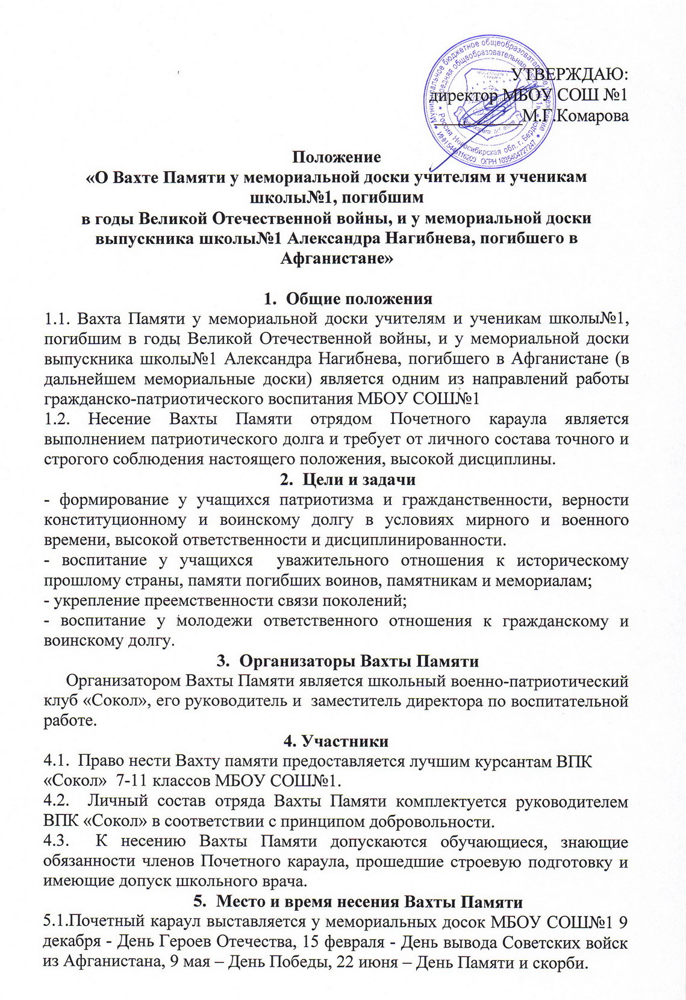 УТВЕРЖДАЮ:
директор МБОУ СОШ №1
__________М.Г.Комарова
Муниципальное бюджетное общеобразовательное учреждение
средняя общеобразовательная школа №1»
Россия Новосибирская обл. г. Бердск
ИНН 5445116200 ОГРН 1035404727247
Положение
«О Вахте Памяти у мемориальной доски учителям и ученикам
школы№1, погибшим
в годы Великой Отечественной войны, и у мемориальной доски
выпускника школы№1 Александра Нагибнева, погибшего в
Афганистане»
1. Общие положения
1.1. Вахта Памяти у мемориальной доски учителям и ученикам школы№1,
погибшим в годы Великой Отечественной войны, и у мемориальной доски
выпускника школы№1 Александра Нагибнева, погибшего в Афганистане (в
дальнейшем мемориальные доски) является одним из направлений работы
гражданско-патриотического воспитания МБОУ СОШ№1
1.2. Несение Вахты Памяти отрядом Почетного караула является
выполнением патриотического долга и требует от личного состава точного и
строгого соблюдения настоящего положения, высокой дисциплины.
2. Цели и задачи
- формирование у учащихся патриотизма и гражданственности, верности
конституционному и воинскому долгу в условиях мирного и военного
времени, высокой ответственности и дисциплинированности.
- воспитание у учащихся уважительного отношения к историческому
прошлому страны, памяти погибших воинов, памятникам и мемориалам;
- укрепление преемственности связи поколений;
- воспитание у молодежи ответственного отношения к гражданскому и
воинскому долгу.
3. Организаторы Вахты Памяти
Организатором Вахты Памяти является школьный военно-патриотический
клуб «Сокол», его руководитель и заместитель директора по воспитательной
работе.
4. Участники
4.1. Право нести Вахту памяти предоставляется лучшим курсантам ВПК
«Сокол» 7-11 классов МБОУ СОШ№1.
4.2. Личный состав отряда Вахты Памяти комплектуется руководителем
ВПК «Сокол» в соответствии с принципом добровольности.
4.3. К несению Вахты Памяти допускаются обучающиеся, знающие
обязанности членов Почетного караула, прошедшие строевую подготовку и
имеющие допуск школьного врача.
5. Место и время несения Вахты Памяти
5.1.Почетный караул выставляется у мемориальных досок МБОУ СОШ№1 9
декабря - День Героев Отечества, 15 февраля - День вывода Советских войск
из Афганистана, 9 мая – День Победы, 22 июня – День Памяти и скорби.